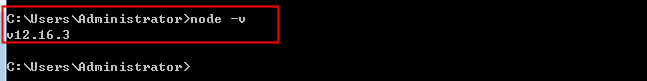 C:\Users\Administrator>node -v
v12.16.3
C:\Users\Administrator>